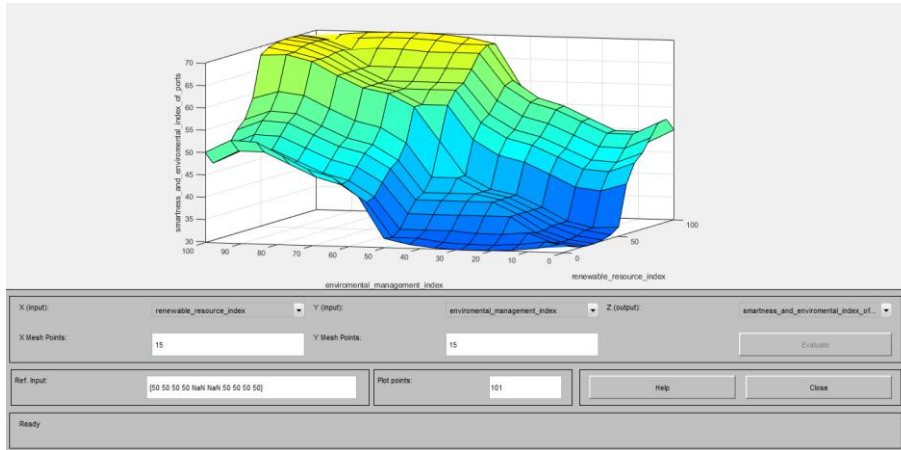 70
65
60
55
50
45
40
35
30
smartness_and_enviromental_index_of_ports
100 90 80 70 60 50 40 30 20 10 0
0 50 100
enviromental_management_index
renewable_resource_index
X (input): renewable_resource_index Y (input): enviromental_management_index Z (output): smartness_and_enviromental_index_of...
X Mesh Points: 15 Y Mesh Points: 15 Evaluate
Ref. Input: [50 50 50 50 NaN NaN 50 50 50 50] Plot points: 101 Help Close
Ready